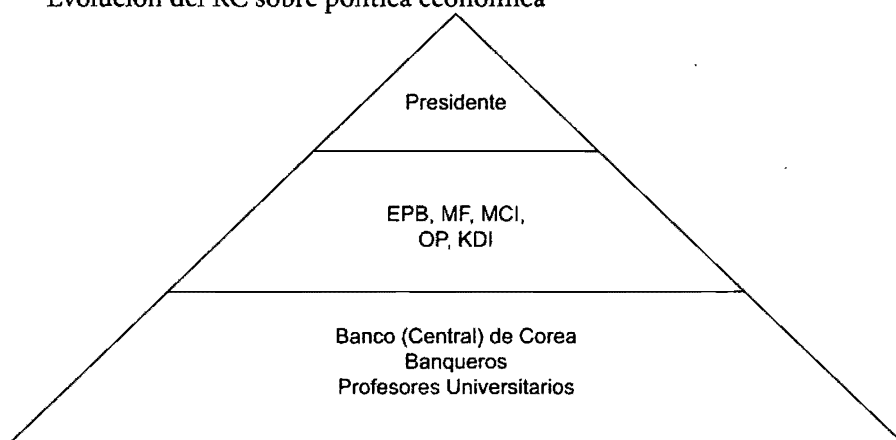 Evolución del RC sobre política económica
Presidente
EPB, MF, MCI,
OP, KDI
Banco (Central) de Corea
Banqueros
Profesores Universitarios